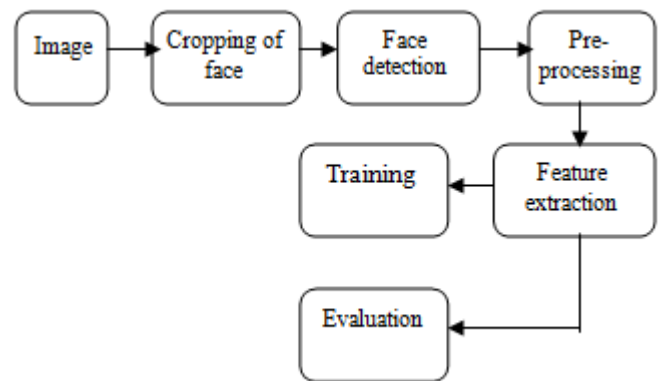 Image
Cropping of
face
Face
detection
Pre-
processing
Training
Feature
extraction
Evaluation